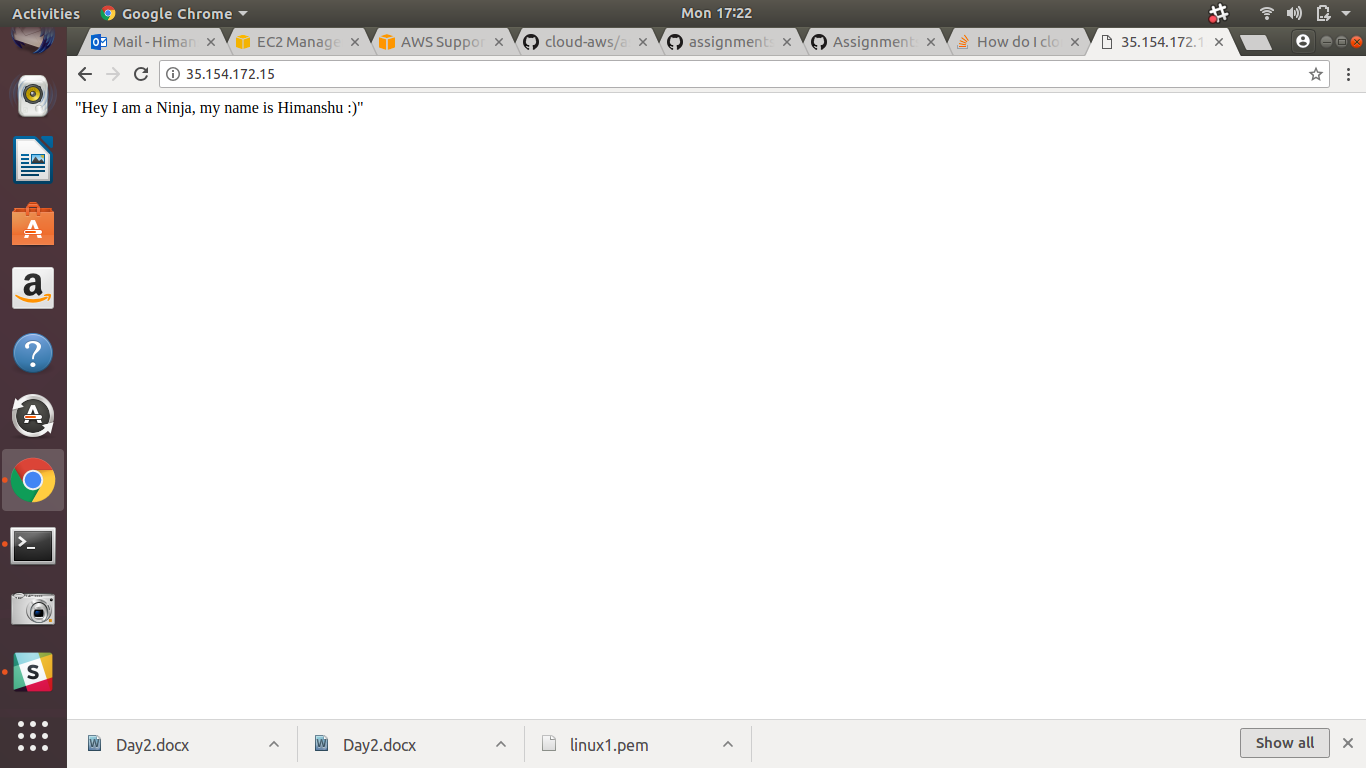 Activities Google Chrome Mon 17:22
Mail - Himan EC2 Manage AWS Suppor cloud-aws/a assignments Assignment How do I clo 35.154.172.1
35.154.172.15
"Hey I am a Ninja, my name is Himanshu :)"
Day2.docx Day2.docx linux1.pem Show all